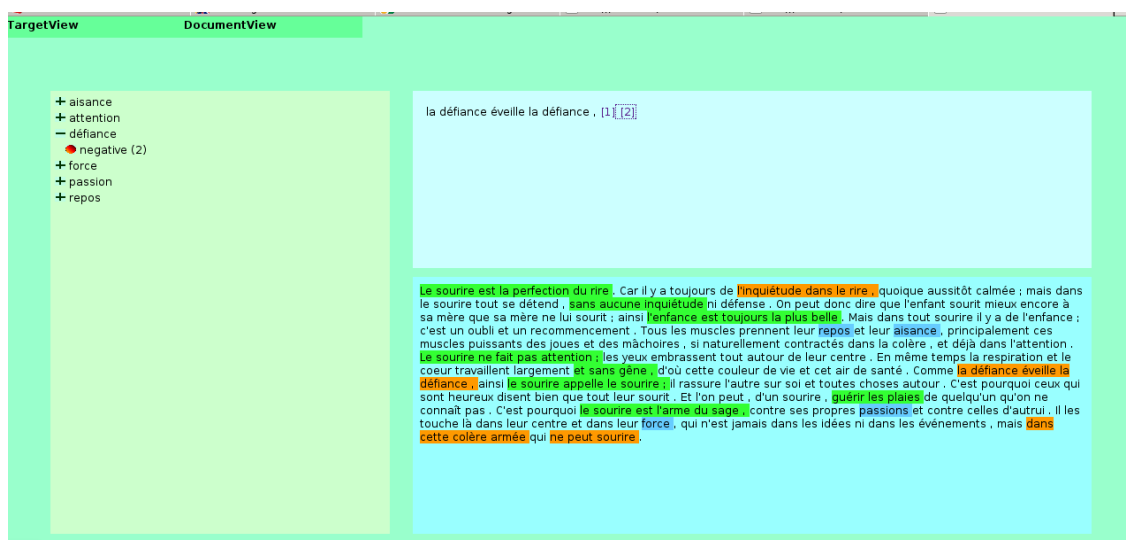 TargetView DocumentView
+ aisance
+ attention
− défiance
negative (2)
+ force
+ passion
+ repos
la défiance éveille la défiance , [1] [2]
Le sourire est la perfection du rire . Car il y a toujours de l'inquiétude dans le rire , quoique aussitôt calmée ; mais dans
le sourire tout se détend , sans aucune inquiétude ni défense . On peut donc dire que l'enfant sourit mieux encore à
sa mère que sa mère ne lui sourit ; ainsi l'enfance est toujours la plus belle . Mais dans tout sourire il y a de l'enfance ;
c'est un oubli et un recommencement . Tous les muscles prennent leur repos et leur aisance , principalement ces
muscles puissants des joues et des mâchoires , si naturellement contractés dans la colère , et déjà dans l'attention .
Le sourire ne fait pas attention ; les yeux embrassent tout autour de leur centre . En même temps la respiration et le
coeur travaillent largement et sans gêne , d'où cette couleur de vie et cet air de santé . Comme la défiance éveille la
défiance , ainsi le sourire appelle le sourire ; il rassure l'autre sur soi et toutes choses autour . C'est pourquoi ceux qui
sont heureux disent bien que tout leur sourit . Et l'on peut , d'un sourire , guérir les plaies de quelqu'un qu'on ne
connaît pas . C'est pourquoi le sourire est l'arme du sage , contre ses propres passions et contre celles d'autrui . Il les
touche là dans leur centre et dans leur force , qui n'est jamais dans les idées ni dans les événements , mais dans
cette colère armée qui ne peut sourire .